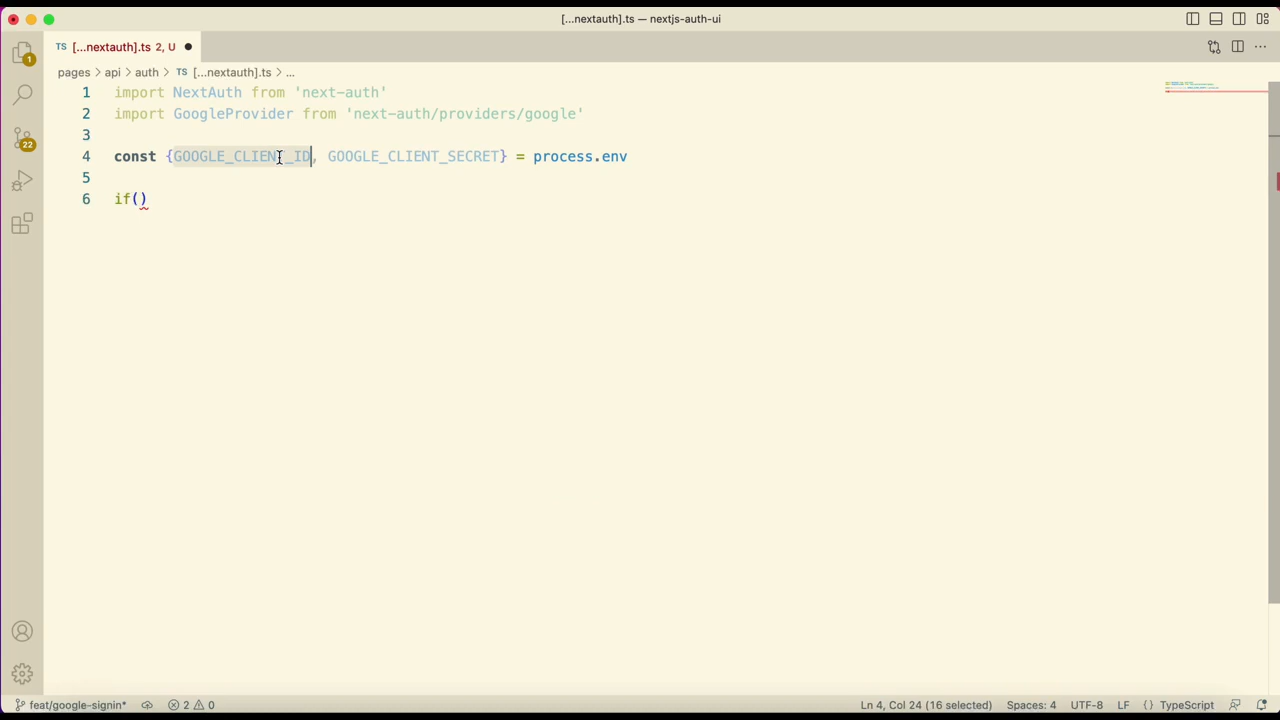 [...nextauth].ts — nextjs-auth-ui
TS [...nextauth].ts 2, U
pages > api > auth > TS [...nextauth].ts > ...
1 import NextAuth from 'next-auth'
2 import GoogleProvider from 'next-auth/providers/google'
3
4 const {GOOGLE_CLIENT_ID, GOOGLE_CLIENT_SECRET} = process.env
5
6 if()
1
22
feat/google-signin* 2 0 Ln 4, Col 24 (16 selected) Spaces: 4 UTF-8 LF {} TypeScript